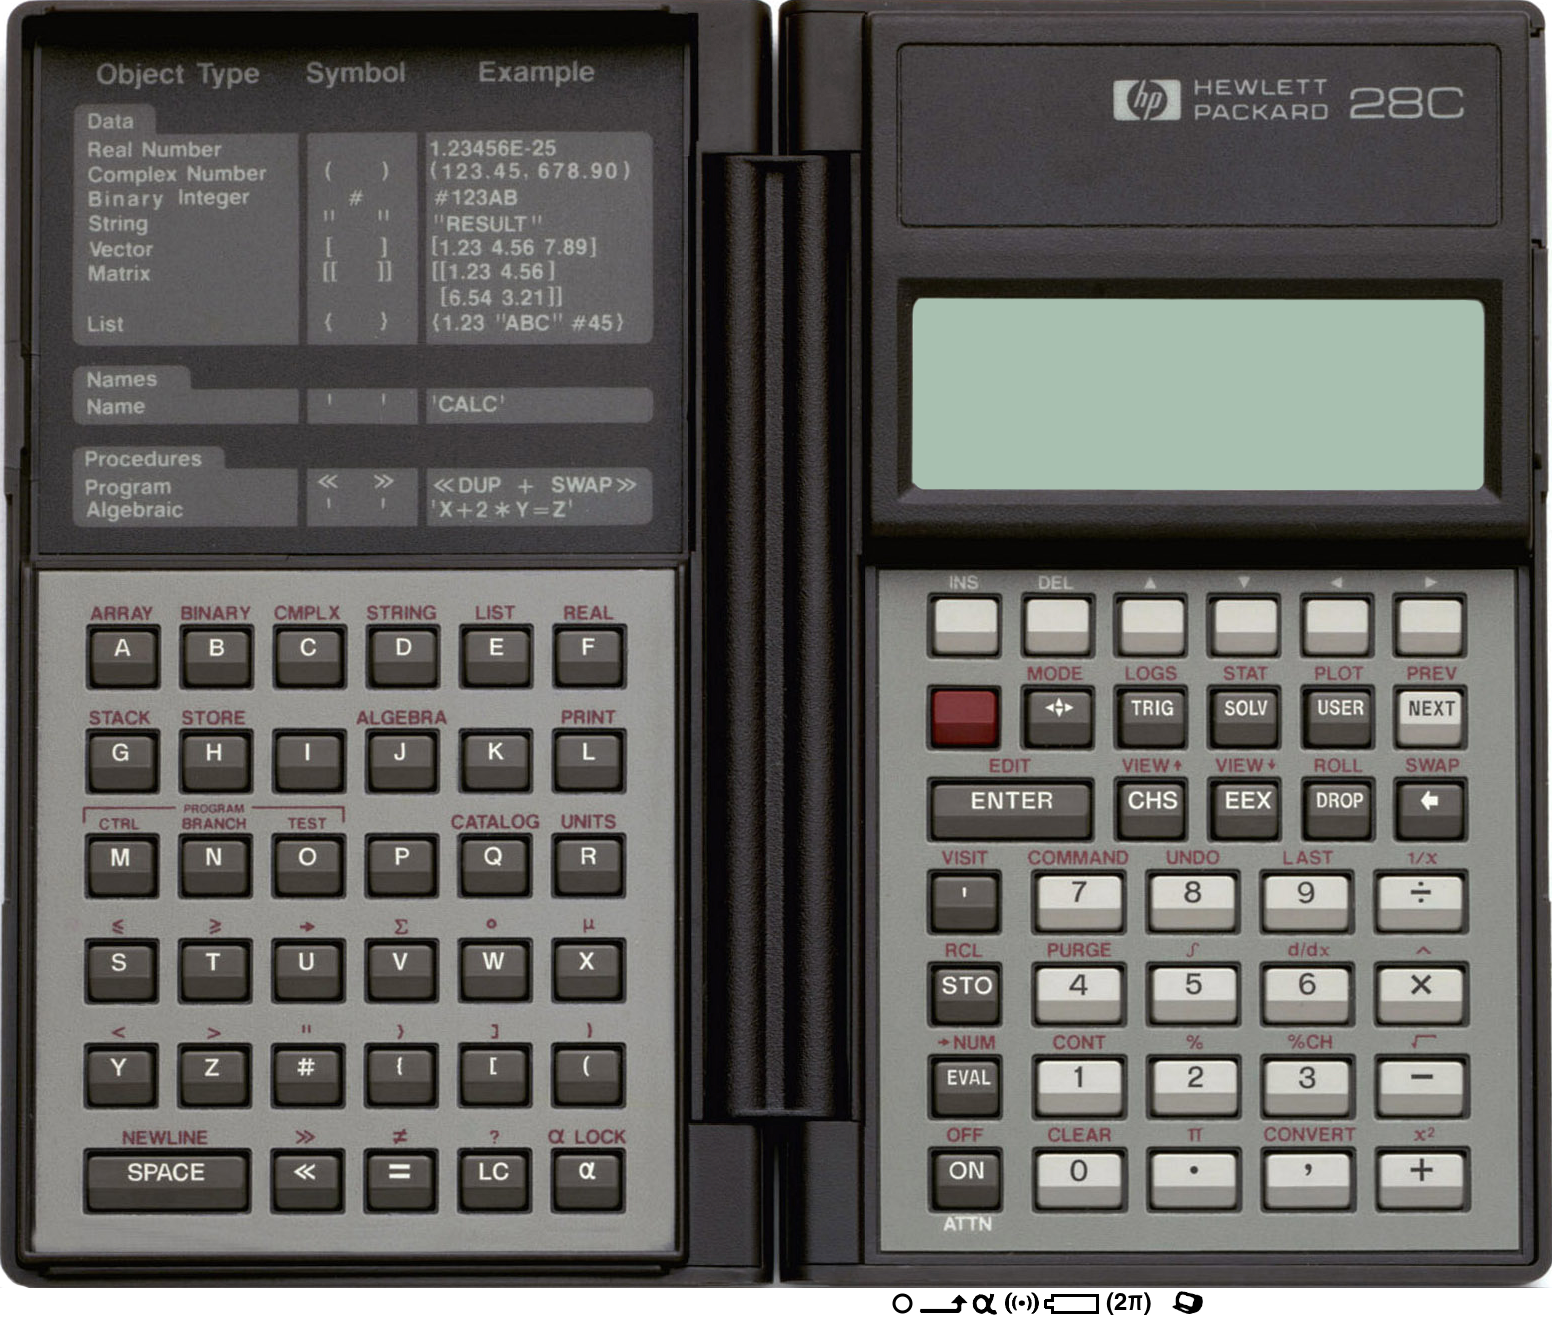 Object Type Symbol Example
Data
Real Number 1.23456E-25
Complex Number ( ) (123.45, 678.90)
Binary Integer # #123AB
String " " "RESULT"
Vector [ ] [1.23 4.56 7.89]
Matrix [[ ]] [[1.23 4.56]
[6.54 3.21]]
List { } {1.23 "ABC" #45}
Names
Name ' ' 'CALC'
Procedures
Program « » «DUP + SWAP»
Algebraic ' ' 'X+2*Y=Z'
ARRAY BINARY CMPLX STRING LIST REAL
A B C D E F
STACK STORE ALGEBRA PRINT
G H I J K L
PROGRAM
CTRL BRANCH TEST CATALOG UNITS
M N O P Q R
≤ ≥ → Σ ° μ
S T U V W X
< > " } ] )
Y Z # { [ (
NEWLINE » ≠ ? α LOCK
SPACE « = LC α
hp HEWLETT PACKARD 28C
INS DEL ▲ ▼ ◄ ►
MODE LOGS STAT PLOT PREV
TRIG SOLV USER NEXT
EDIT VIEW↑ VIEW↓ ROLL SWAP
ENTER CHS EEX DROP ←
VISIT COMMAND UNDO LAST 1/x
' 7 8 9 ÷
RCL PURGE ∫ d/dx ^
STO 4 5 6 ×
→NUM CONT % %CH √
EVAL 1 2 3 −
OFF CLEAR π CONVERT x²
ON 0 . , +
ATTN
α ((•)) (2π)